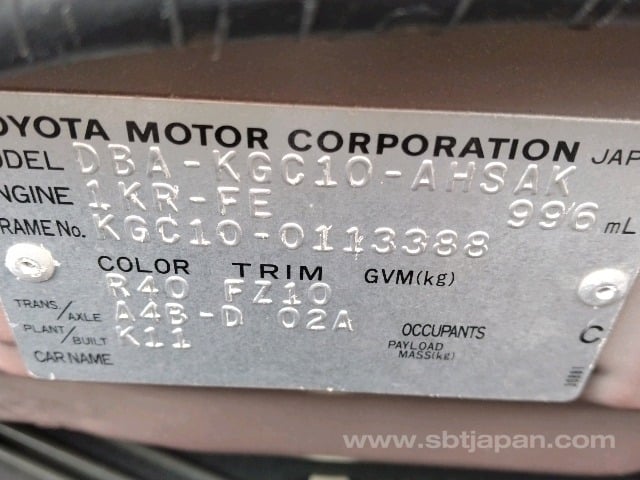 OYOTA MOTOR CORPORATION JAP
ODEL DBA-KGC10-AHSAK
NGINE 1KR-FE 996 mL
RAME No. KGC10-0113388
COLOR TRIM GVM(kg)
R40 FZ10
TRANS./AXLE A4B-D 02A
PLANT/BUILT K11 OCCUPANTS C
PAYLOAD
MASS(kg)
CAR NAME
www.sbtjapan.com